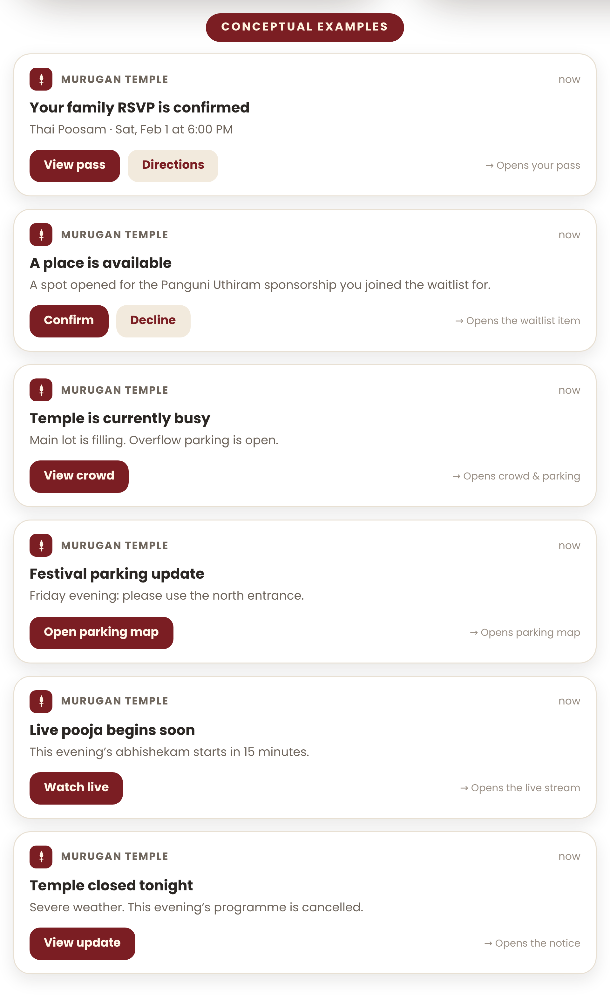 CONCEPTUAL EXAMPLES
MURUGAN TEMPLE
now
Your family RSVP is confirmed
Thai Poosam · Sat, Feb 1 at 6:00 PM
View pass
Directions
→ Opens your pass
MURUGAN TEMPLE
now
A place is available
A spot opened for the Panguni Uthiram sponsorship you joined the waitlist for.
Confirm
Decline
→ Opens the waitlist item
MURUGAN TEMPLE
now
Temple is currently busy
Main lot is filling. Overflow parking is open.
View crowd
→ Opens crowd & parking
MURUGAN TEMPLE
now
Festival parking update
Friday evening: please use the north entrance.
Open parking map
→ Opens parking map
MURUGAN TEMPLE
now
Live pooja begins soon
This evening’s abhishekam starts in 15 minutes.
Watch live
→ Opens the live stream
MURUGAN TEMPLE
now
Temple closed tonight
Severe weather. This evening’s programme is cancelled.
View update
→ Opens the notice